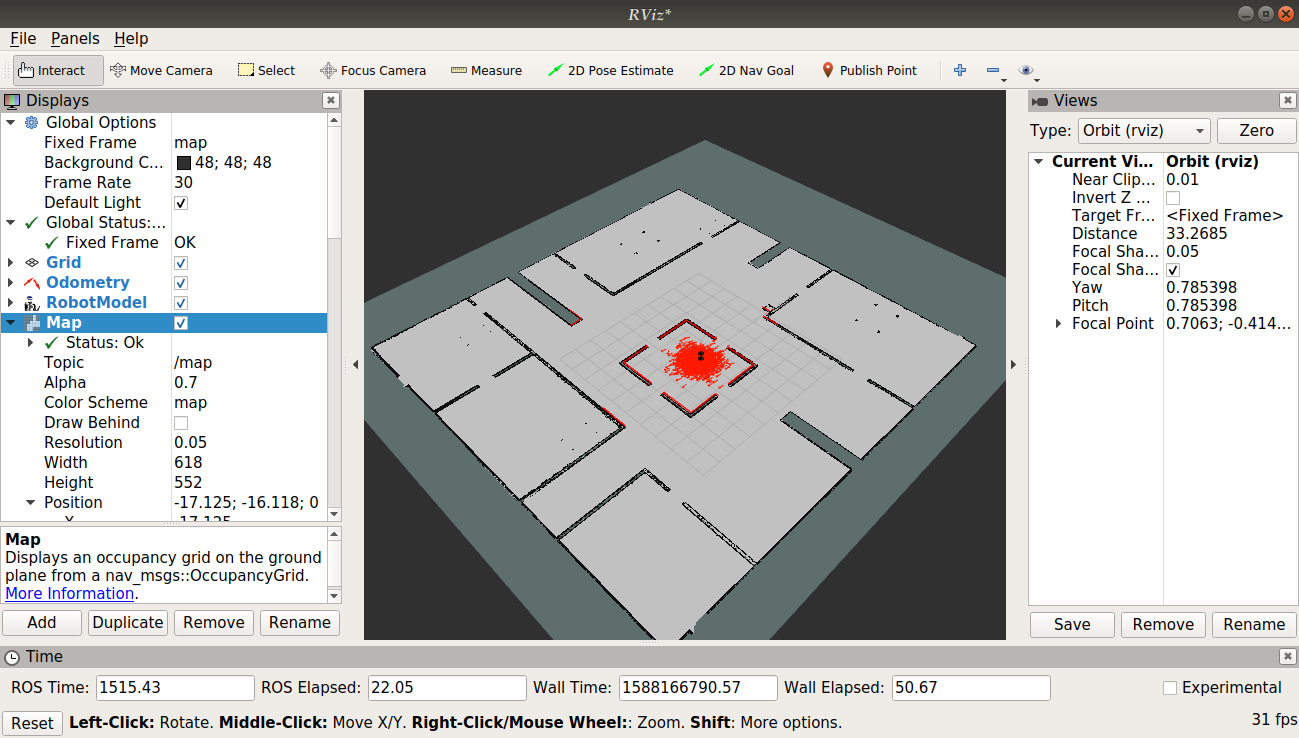 RViz*
File Panels Help
Interact Move Camera Select Focus Camera Measure 2D Pose Estimate 2D Nav Goal Publish Point
Displays
Global Options
Fixed Frame map
Background C... 48; 48; 48
Frame Rate 30
Default Light
Global Status:...
Fixed Frame OK
Grid
Odometry
RobotModel
Map
Status: Ok
Topic /map
Alpha 0.7
Color Scheme map
Draw Behind
Resolution 0.05
Width 618
Height 552
Position -17.125; -16.118; 0
X -17.125
Map
Displays an occupancy grid on the ground
plane from a nav_msgs::OccupancyGrid.
More Information.
Add Duplicate Remove Rename
Views
Type: Orbit (rviz) Zero
Current Vi... Orbit (rviz)
Near Clip... 0.01
Invert Z ...
Target Fr... <Fixed Frame>
Distance 33.2685
Focal Sha... 0.05
Focal Sha...
Yaw 0.785398
Pitch 0.785398
Focal Point 0.7063; -0.414...
Save Remove Rename
Time
ROS Time: 1515.43 ROS Elapsed: 22.05 Wall Time: 1588166790.57 Wall Elapsed: 50.67 Experimental
Reset Left-Click: Rotate. Middle-Click: Move X/Y. Right-Click/Mouse Wheel:: Zoom. Shift: More options. 31 fps